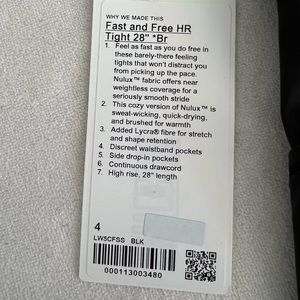 WHY WE MADE THIS
Fast and Free HR
Tight 28" *Br
1. Feel as fast as you do free in
these barely-there feeling
tights that won't distract you
from picking up the pace.
Nulux™ fabric offers near
weightless coverage for a
seriously smooth stride
2. This cozy version of Nulux™ is
sweat-wicking, quick-drying,
and brushed for warmth
3. Added Lycra® fibre for stretch
and shape retention
4. Discreet waistband pockets
5. Side drop-in pockets
6. Continuous drawcord
7. High rise, 28" length
4
LW5CFSS BLK
000113003480